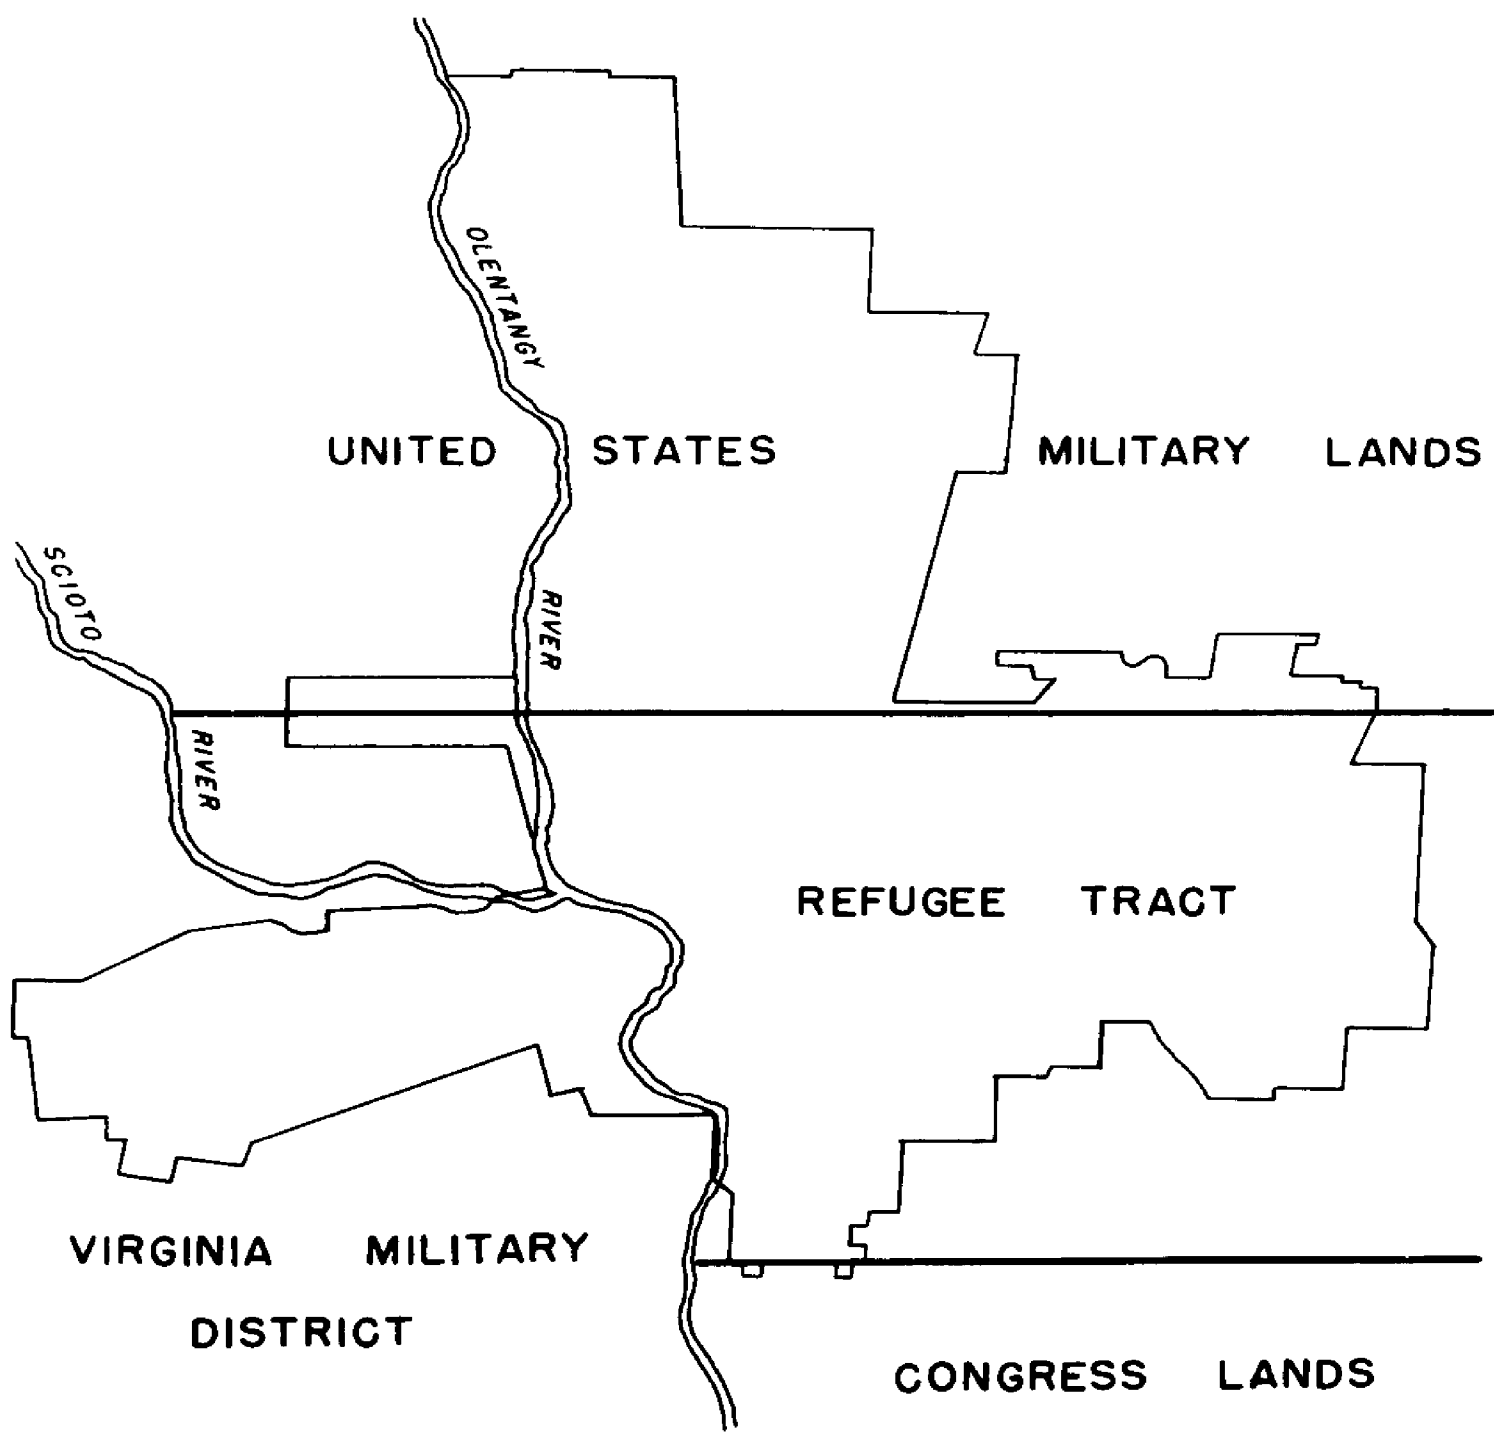 OLENTANGY
UNITED STATES MILITARY LANDS
SCIOTO
RIVER
RIVER
REFUGEE TRACT
VIRGINIA MILITARY
DISTRICT
CONGRESS LANDS